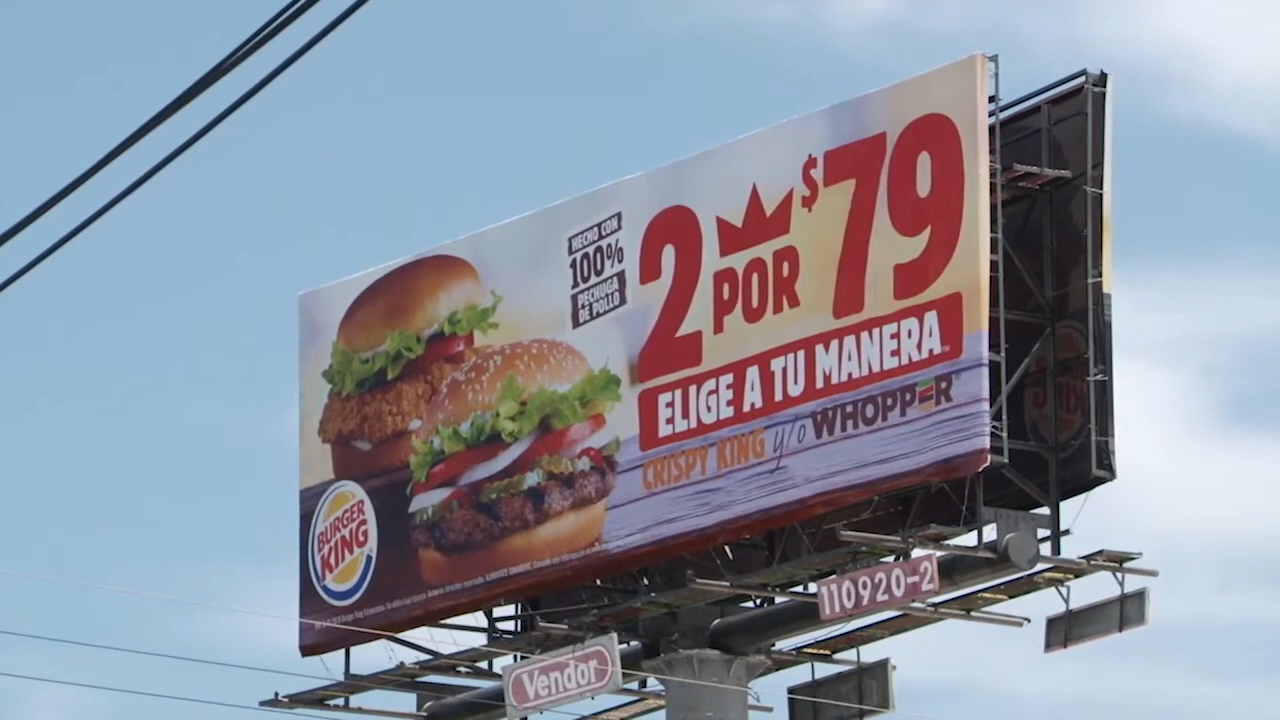 HECHO CON
100%
PECHUGA
DE POLLO
2 POR $79
ELIGE A TU MANERA
CRISPY KING y/o WHOPPER
BURGER
KING
110920-2
Vendor